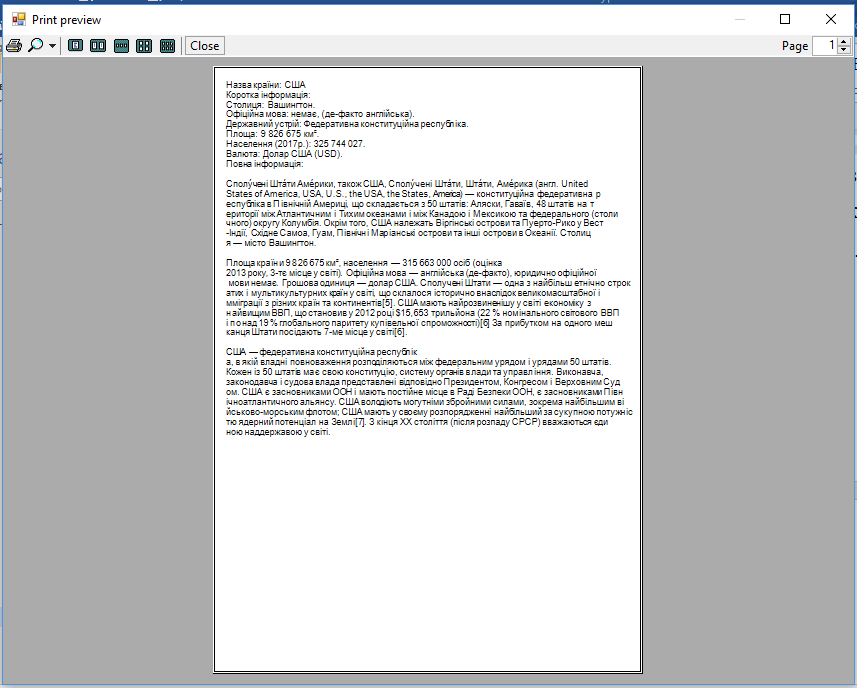 Print preview
Close
Page 1
Назва країни: США
Коротка інформація:
Столиця: Вашингтон.
Офіційна мова: немає, (де-факто англійська).
Державний устрій: Федеративна конституційна республіка.
Площа: 9 826 675 км².
Населення (2017р.): 325 744 027.
Валюта: Долар США (USD).
Повна інформація:
Сполу́чені Шта́ти Аме́рики, також США, Сполу́чені Шта́ти, Шта́ти, Аме́рика (англ. United
States of America, USA, U.S., the USA, the States, America) — конституційна федеративна р
еспубліка в Північній Америці, що складається з 50 штатів: Аляски, Гаваїв, 48 штатів на т
ериторії між Атлантичним і Тихим океанами і між Канадою і Мексикою та федерального (столи
чного) округу Колумбія. Окрім того, США належать Віргінські острови та Пуерто-Рико у Вест
-Індії, Східне Самоа, Гуам, Північні Маріанські острови та інші острови в Океанії. Столиц
я — місто Вашингтон.
Площа країни 9 826 675 км², населення — 315 663 000 осіб (оцінка
2013 року, 3-тє місце у світі). Офіційна мова — англійська (де-факто), юридично офіційної
мови немає. Грошова одиниця — долар США. Сполучені Штати — одна з найбільш етнічно строк
атих і мультикультурних країн у світі, що склалося історично внаслідок великомасштабної і
мміграції з різних країн та континентів[5]. США мають найрозвиненішу у світі економіку з
найвищим ВВП, що становив у 2012 році $15,653 трильйона (22 % номінального світового ВВП
і понад 19 % глобального паритету купівельної спроможності)[6] За прибутком на одного меш
канця Штати посідають 7-ме місце у світі[6].
США — федеративна конституційна республік
а, в якій владні повноваження розподіляються між федеральним урядом і урядами 50 штатів.
Кожен із 50 штатів має свою конституцію, систему органів влади та управління. Виконавча,
законодавча і судова влада представлені відповідно Президентом, Конгресом і Верховним Суд
ом. США є засновниками ООН і мають постійне місце в Раді Безпеки ООН, є засновниками Півн
ічноатлантичного альянсу. США володіють могутніми збройними силами, зокрема найбільшим ві
йськово-морським флотом; США мають у своєму розпорядженні найбільший за сукупною потужніс
тю ядерний потенціал на Землі[7]. З кінця XX століття (після розпаду СРСР) вважаються єди
ною наддержавою у світі.